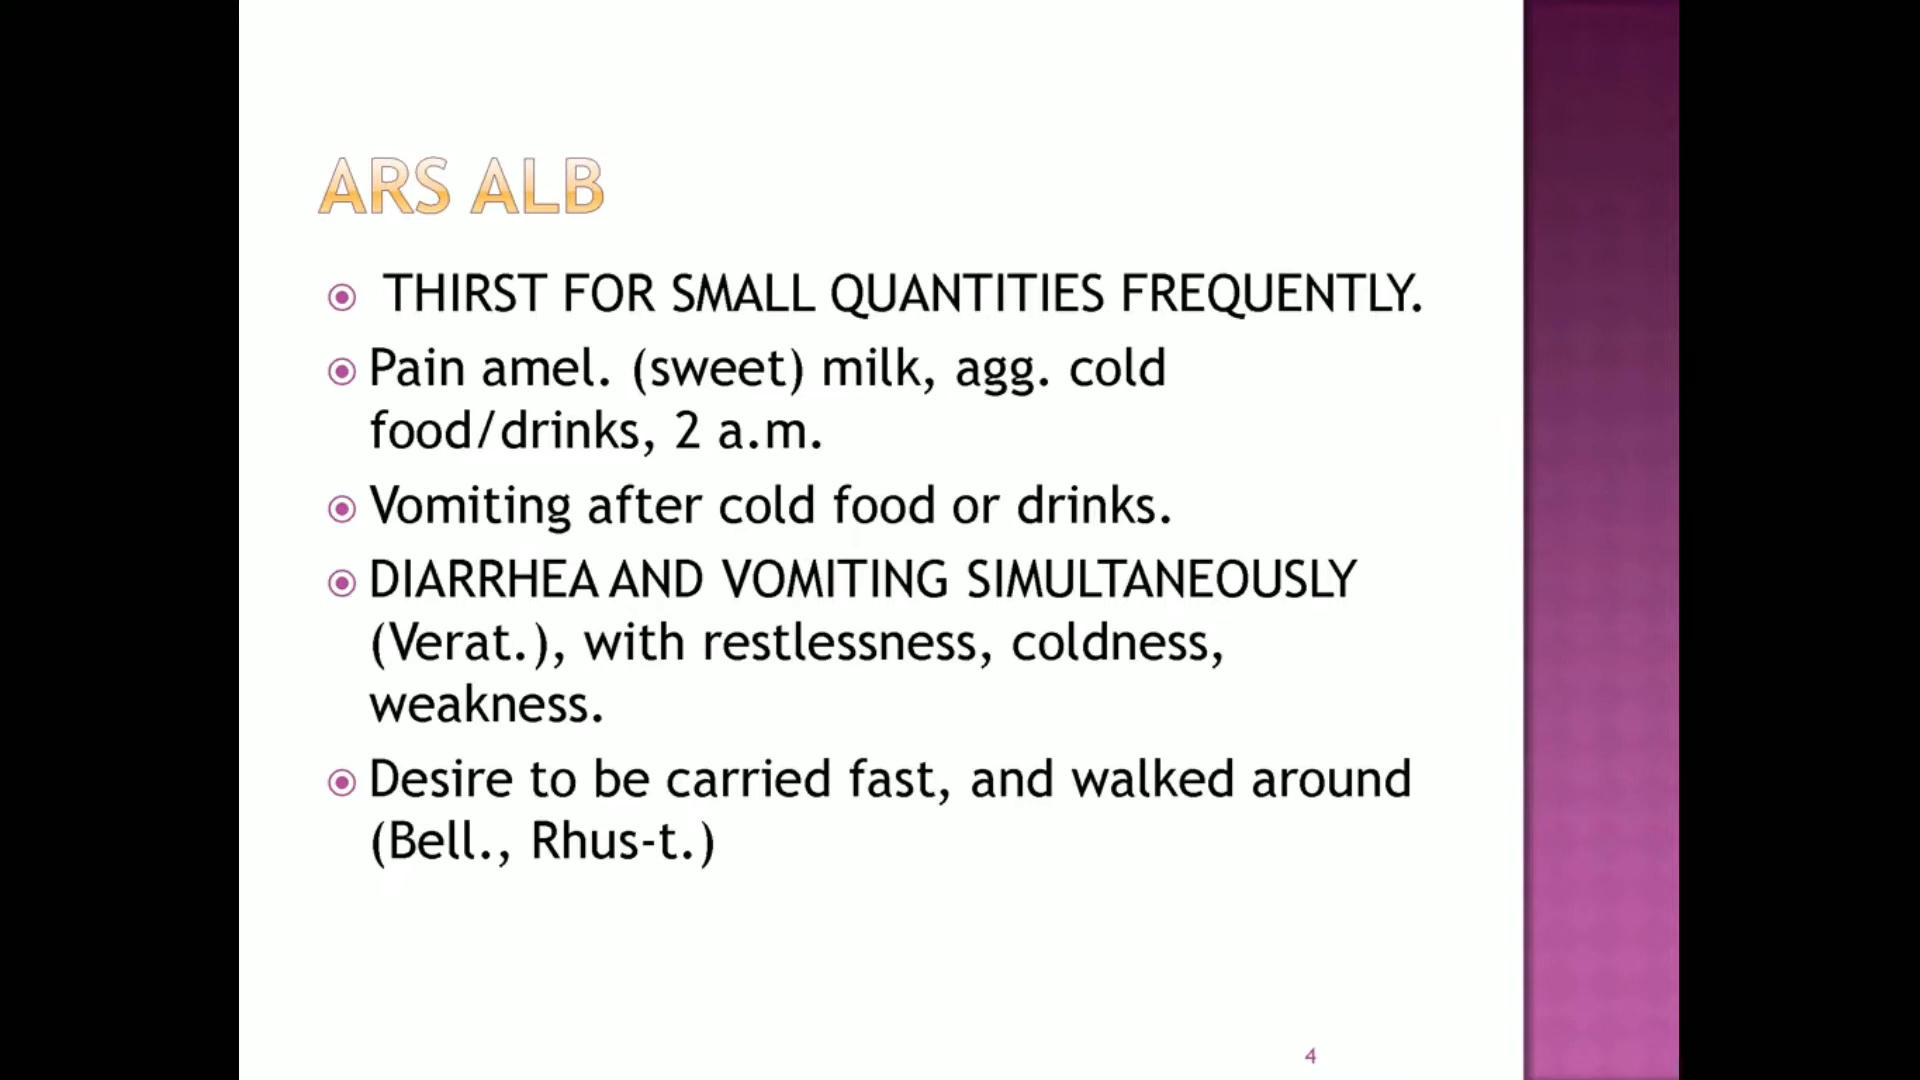 ARS ALB
THIRST FOR SMALL QUANTITIES FREQUENTLY.
Pain amel. (sweet) milk, agg. cold
food/drinks, 2 a.m.
Vomiting after cold food or drinks.
DIARRHEA AND VOMITING SIMULTANEOUSLY
(Verat.), with restlessness, coldness,
weakness.
Desire to be carried fast, and walked around
(Bell., Rhus-t.)
4